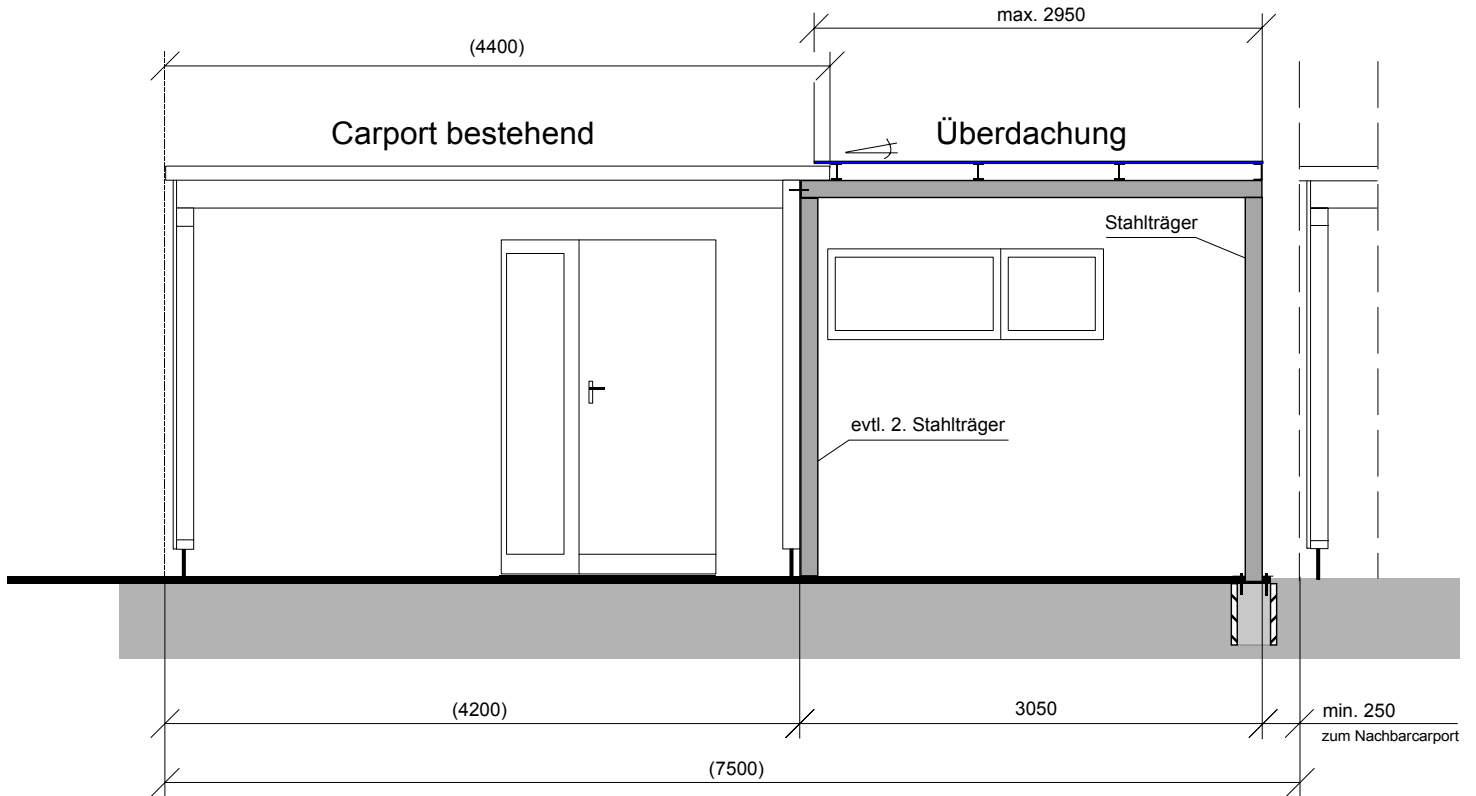 max. 2950
(4400)
Carport bestehend
Überdachung
Stahlträger
evtl. 2. Stahlträger
(4200)
3050
min. 250
zum Nachbarcarport
(7500)